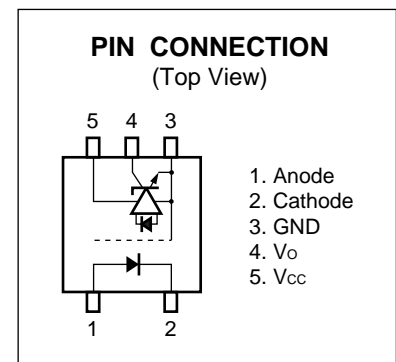 PIN CONNECTION
(Top View)
5 4 3
1. Anode
2. Cathode
3. GND
4. Vo
5. Vcc
1 2